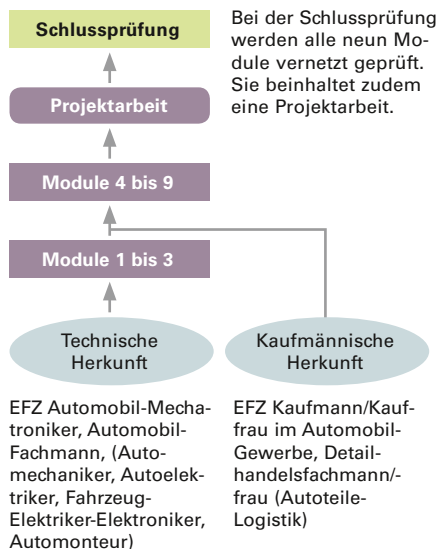 Schlussprüfung
Bei der Schlussprüfung
werden alle neun Mo-
dule vernetzt geprüft.
Sie beinhaltet zudem
eine Projektarbeit.
Projektarbeit
Module 4 bis 9
Module 1 bis 3
Technische
Herkunft
Kaufmännische
Herkunft
EFZ Automobil-Mecha-
troniker, Automobil-
Fachmann, (Auto-
mechaniker, Autoelek-
triker, Fahrzeug-
Elektriker-Elektroniker,
Automonteur)
EFZ Kaufmann/Kauf-
frau im Automobil-
Gewerbe, Detail-
handelsfachmann/-
frau (Autoteile-
Logistik)